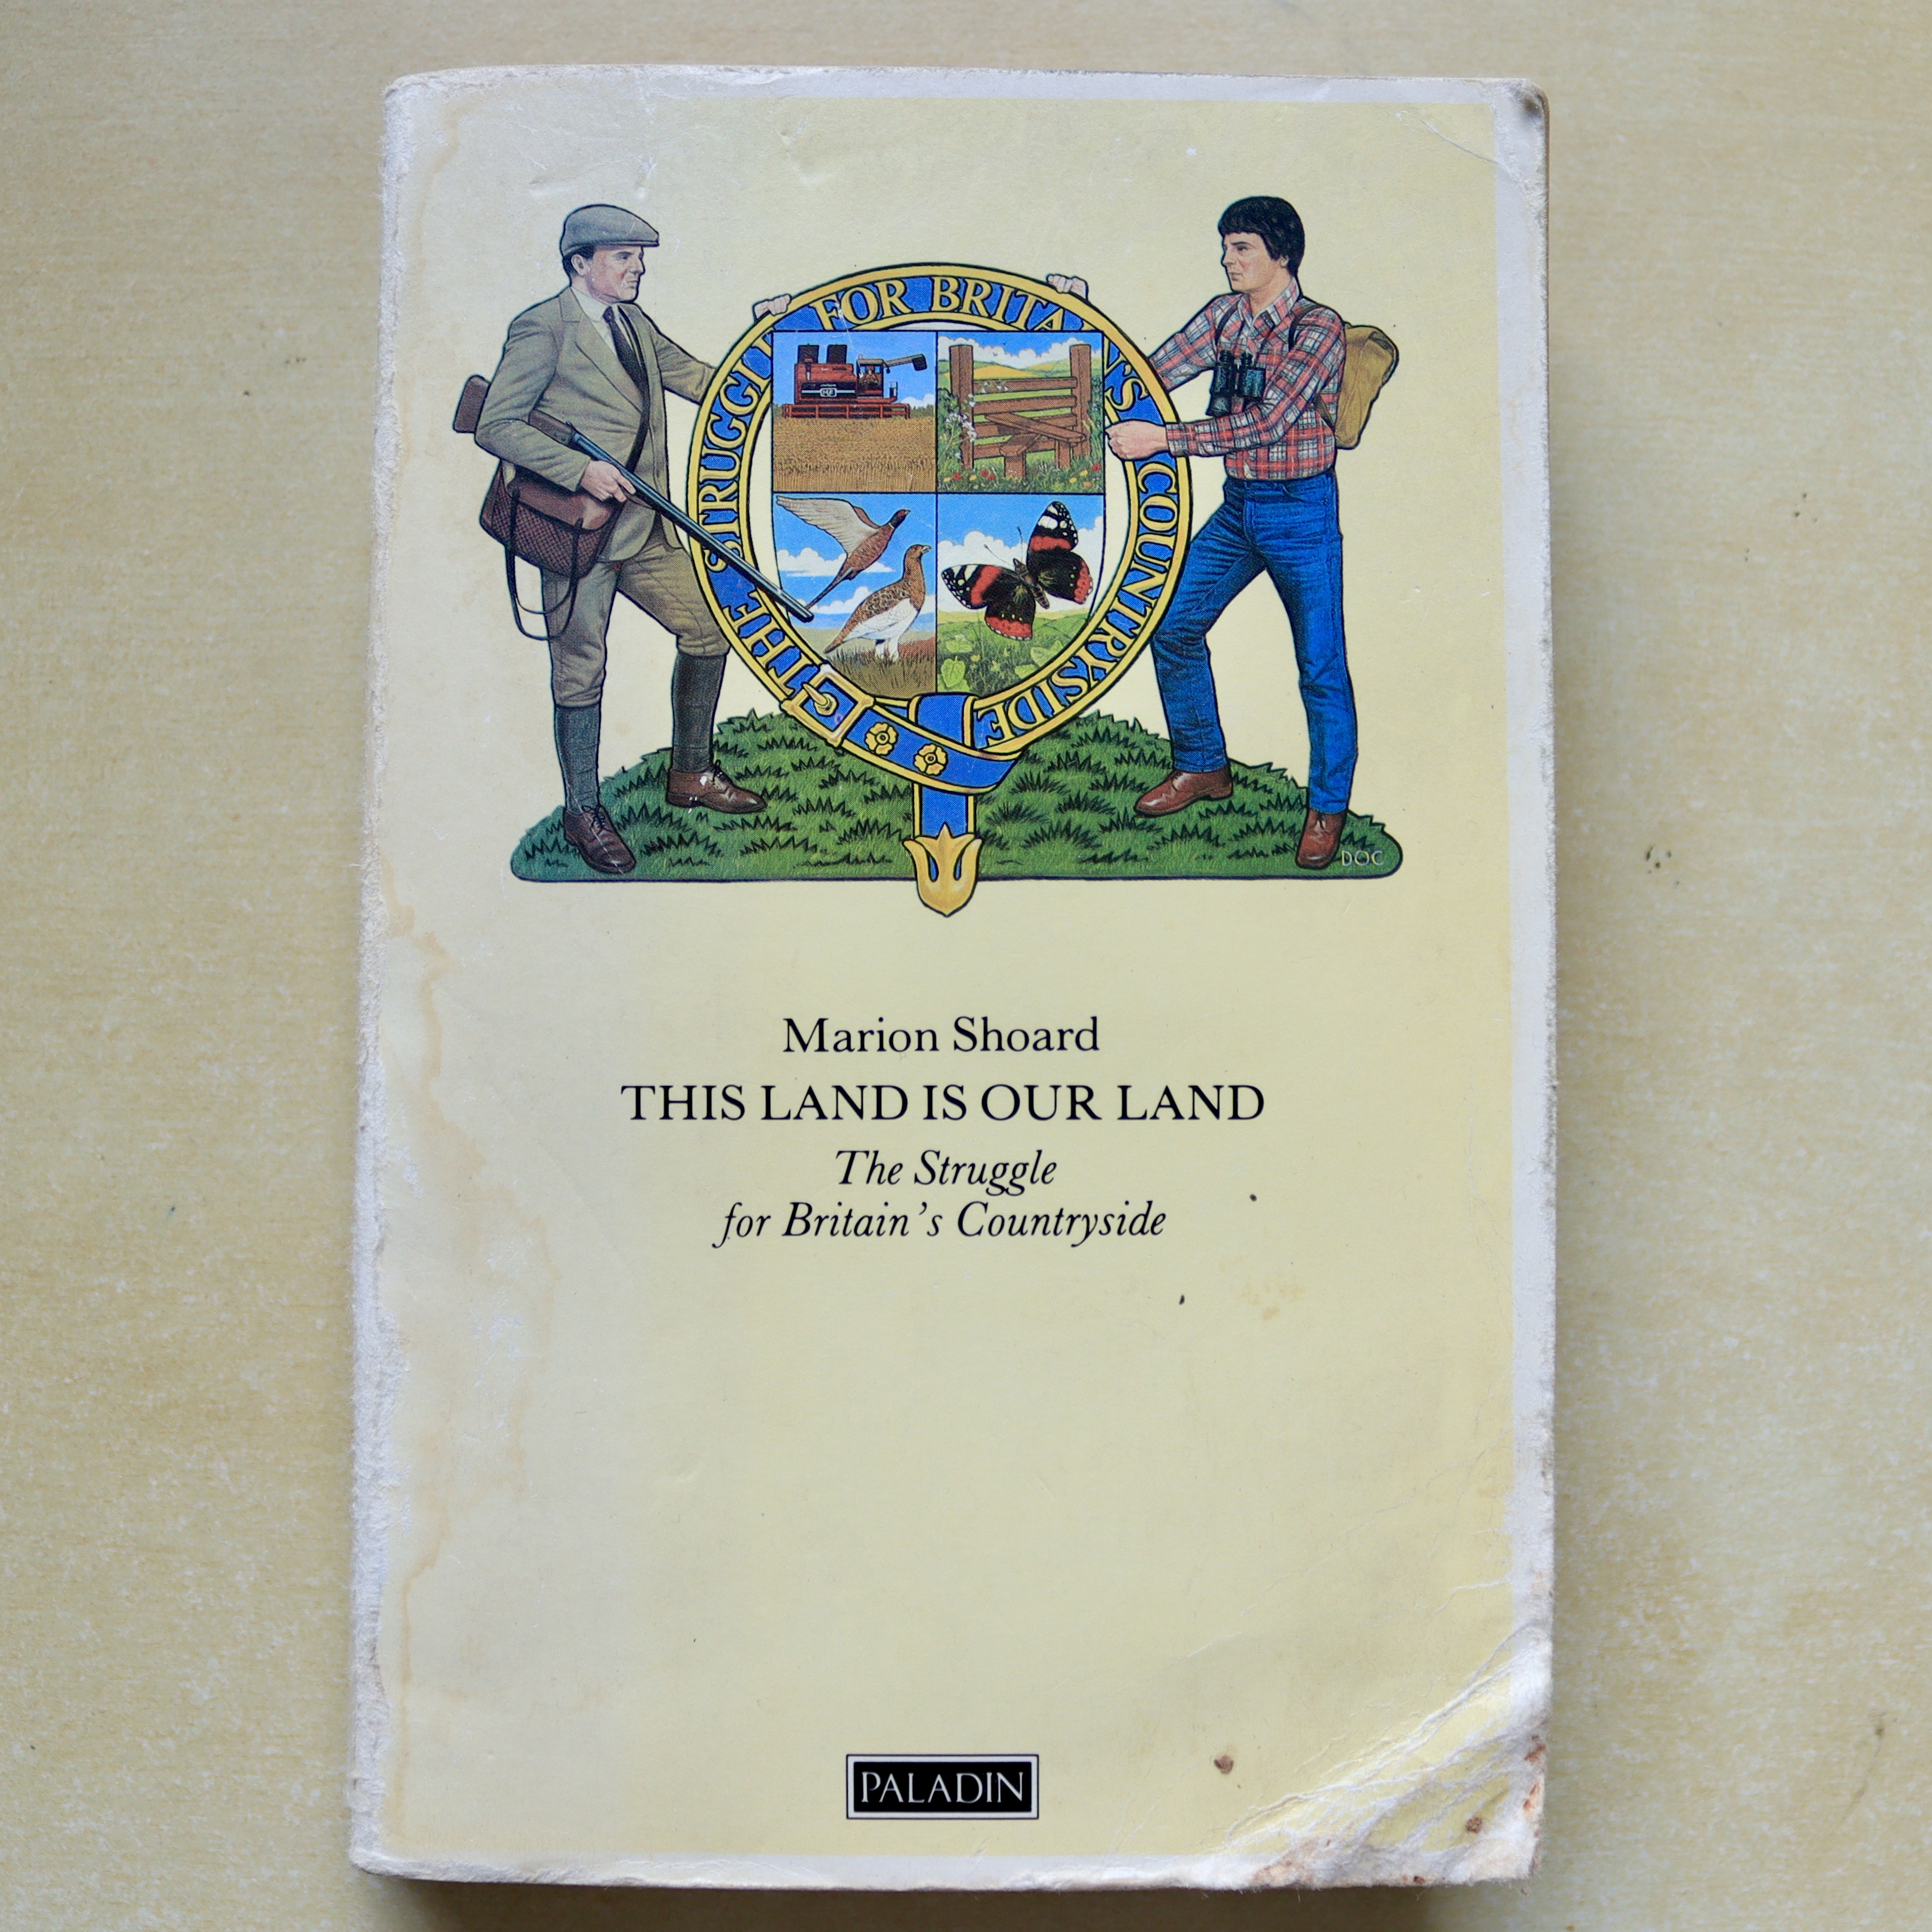 THE STRUGGLE FOR BRITAIN'S COUNTRYSIDE
DOC
Marion Shoard
THIS LAND IS OUR LAND
The Struggle
for Britain's Countryside
PALADIN